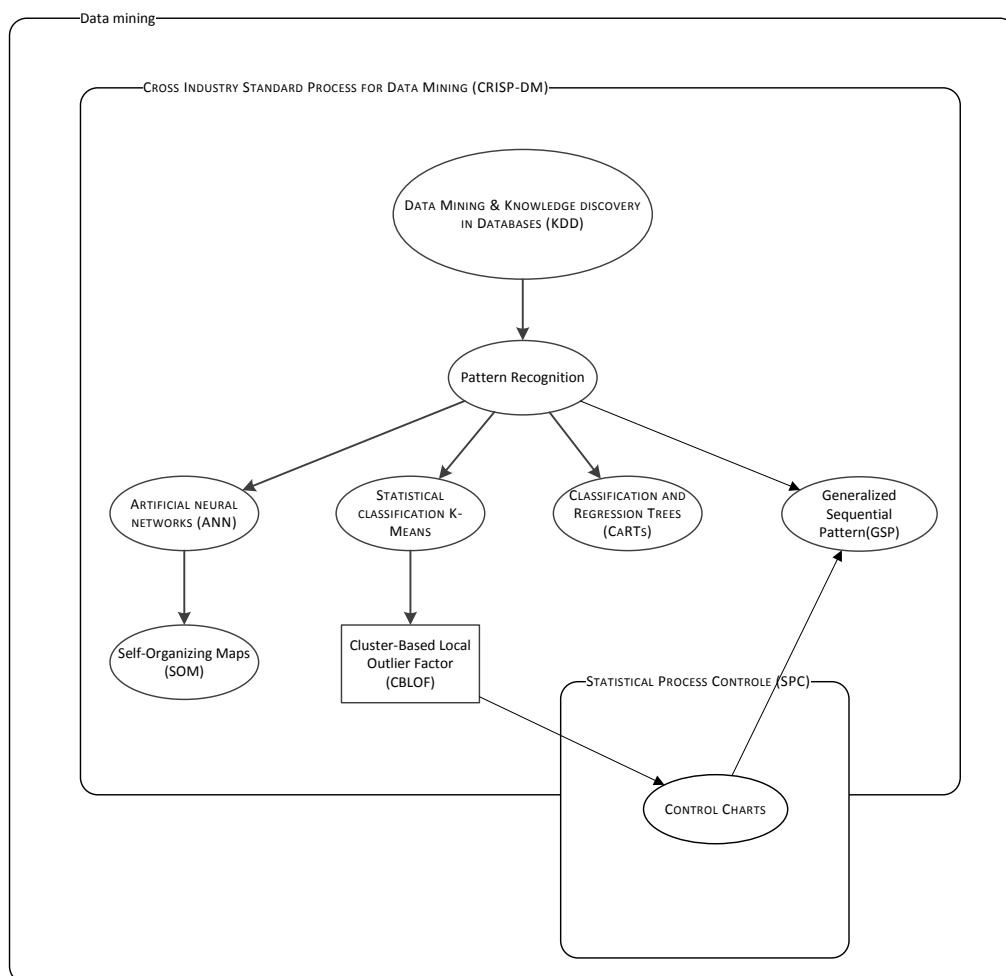 Data mining
Cross Industry Standard Process for Data Mining (CRISP-DM)
Data Mining & Knowledge discovery
in Databases (KDD)
Pattern Recognition
Artificial neural
networks (ANN)
Statistical
classification K-
Means
Classification and
Regression Trees
(CaRTs)
Generalized
Sequential
Pattern(GSP)
Self-Organizing Maps
(SOM)
Cluster-Based Local
Outlier Factor
(CBLOF)
Statistical Process Controle (SPC)
Control Charts